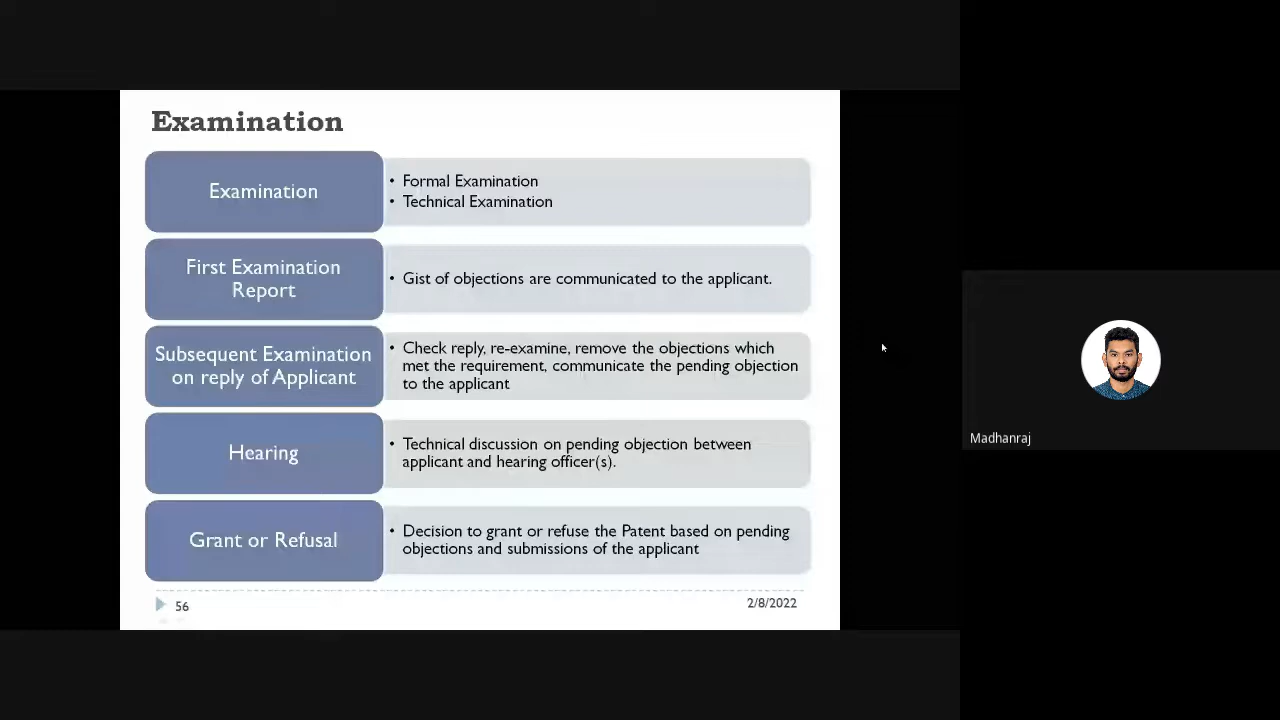 Examination
Examination
• Formal Examination
• Technical Examination
First Examination
Report
• Gist of objections are communicated to the applicant.
Subsequent Examination
on reply of Applicant
• Check reply, re-examine, remove the objections which
met the requirement, communicate the pending objection
to the applicant
Hearing
• Technical discussion on pending objection between
applicant and hearing officer(s).
Grant or Refusal
• Decision to grant or refuse the Patent based on pending
objections and submissions of the applicant
56
2/8/2022
Madhanraj